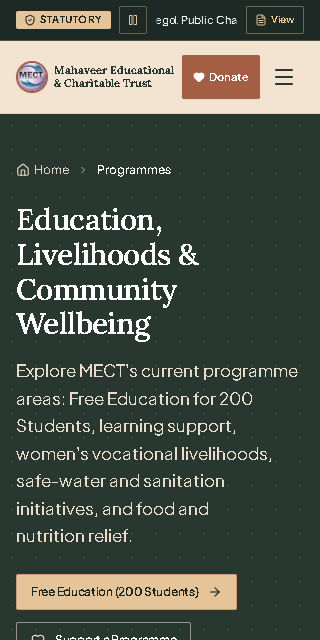 STATUTORY
egd. Public Cha
View
MECT
Mahaveer Educational
& Charitable Trust
Donate
Home > Programmes
Education,
Livelihoods &
Community
Wellbeing
Explore MECT's current programme
areas: Free Education for 200
Students, learning support,
women's vocational livelihoods,
safe-water and sanitation
initiatives, and food and
nutrition relief.
Free Education (200 Students)
Support a Programme